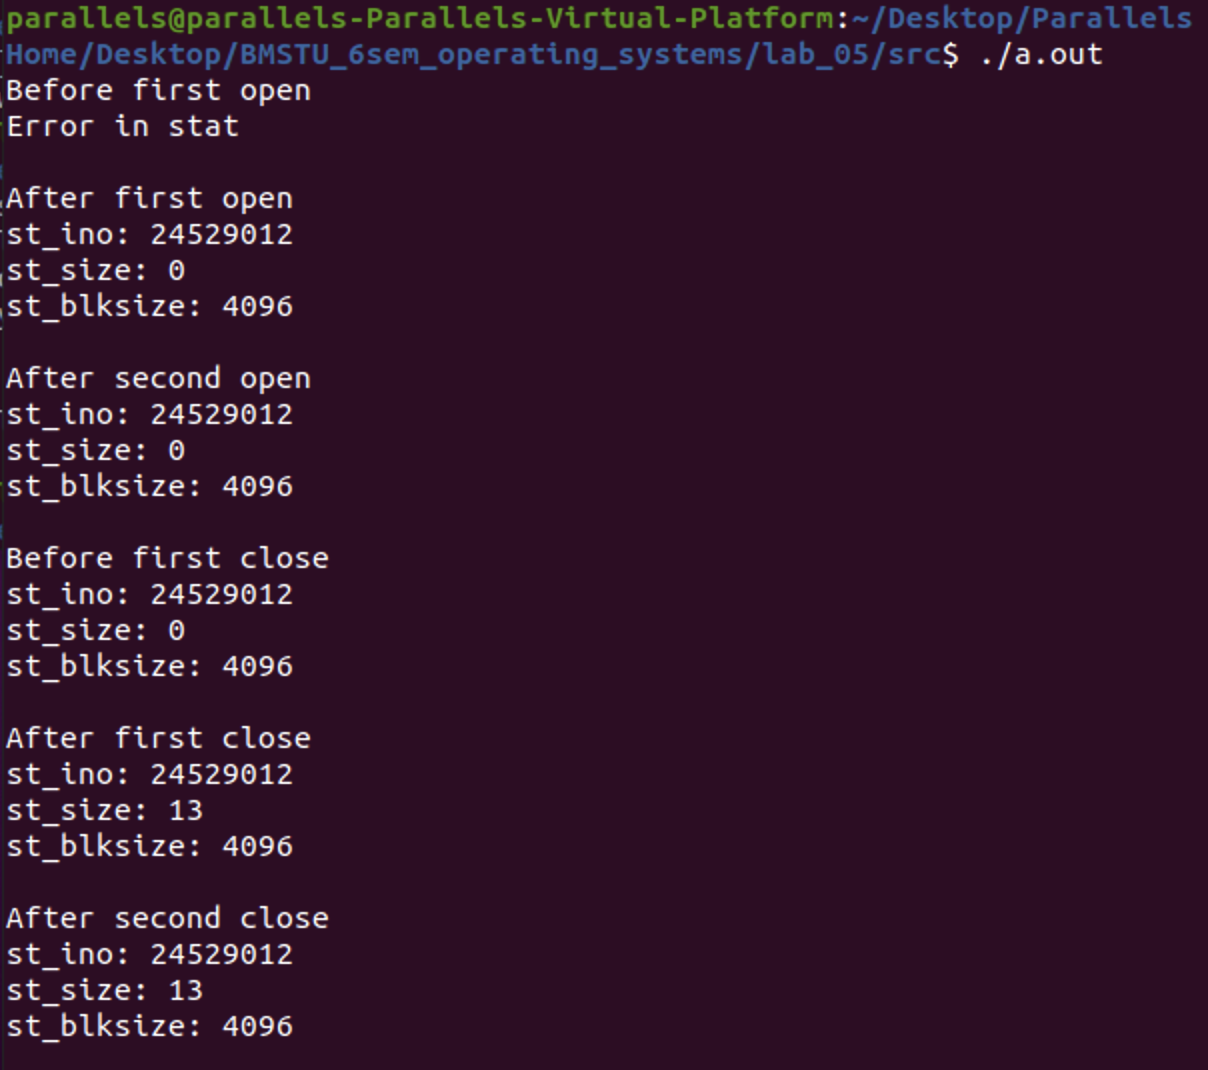 parallels@parallels-Parallels-Virtual-Platform:~/Desktop/Parallels
Home/Desktop/BMSTU_6sem_operating_systems/lab_05/src$ ./a.out
Before first open
Error in stat

After first open
st_ino: 24529012
st_size: 0
st_blksize: 4096

After second open
st_ino: 24529012
st_size: 0
st_blksize: 4096

Before first close
st_ino: 24529012
st_size: 0
st_blksize: 4096

After first close
st_ino: 24529012
st_size: 13
st_blksize: 4096

After second close
st_ino: 24529012
st_size: 13
st_blksize: 4096